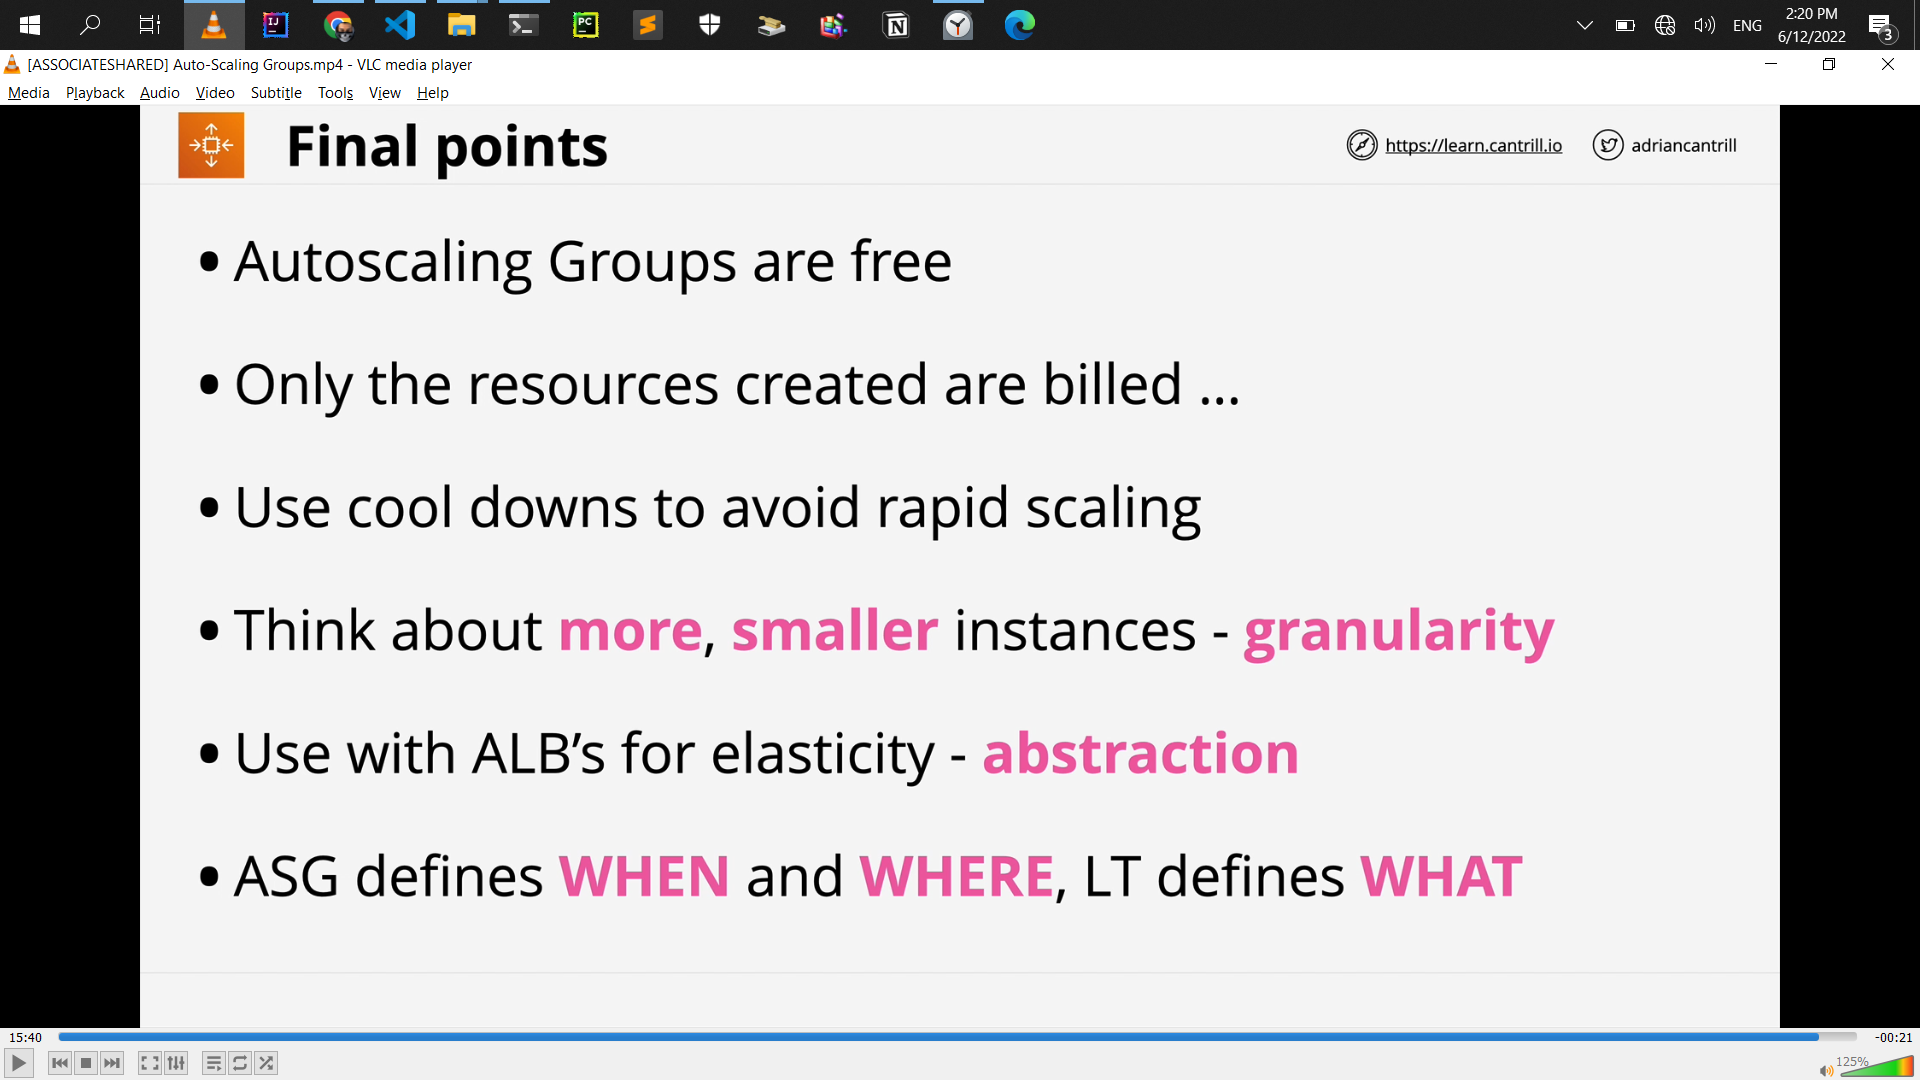 ENG
2:20 PM
6/12/2022
3
[ASSOCIATESHARED] Auto-Scaling Groups.mp4 - VLC media player
Media Playback Audio Video Subtitle Tools View Help
Final points
https://learn.cantrill.io
adriancantrill
• Autoscaling Groups are free
• Only the resources created are billed ...
• Use cool downs to avoid rapid scaling
• Think about more, smaller instances - granularity
• Use with ALB’s for elasticity - abstraction
• ASG defines WHEN and WHERE, LT defines WHAT
15:40
-00:21
125%